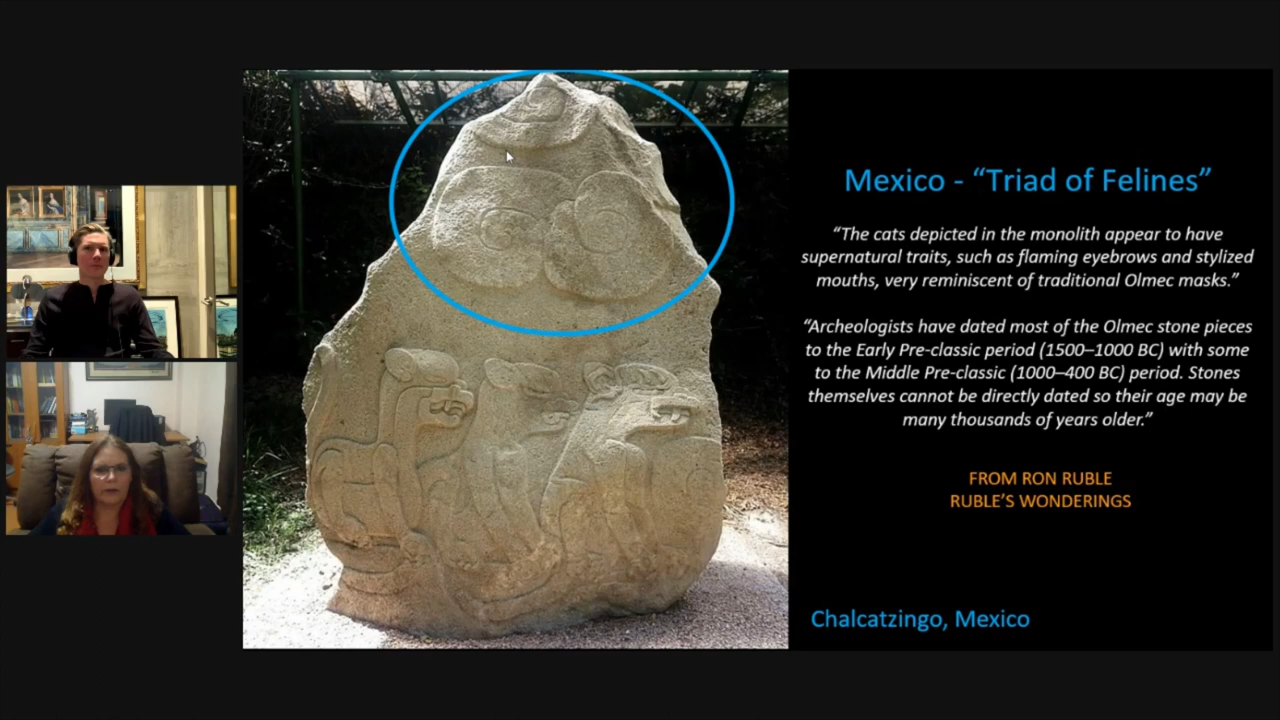 Mexico - “Triad of Felines”
“The cats depicted in the monolith appear to have
supernatural traits, such as flaming eyebrows and stylized
mouths, very reminiscent of traditional Olmec masks.”
“Archeologists have dated most of the Olmec stone pieces
to the Early Pre-classic period (1500–1000 BC) with some
to the Middle Pre-classic (1000–400 BC) period. Stones
themselves cannot be directly dated so their age may be
many thousands of years older.”
FROM RON RUBLE
RUBLE’S WONDERINGS
Chalcatzingo, Mexico